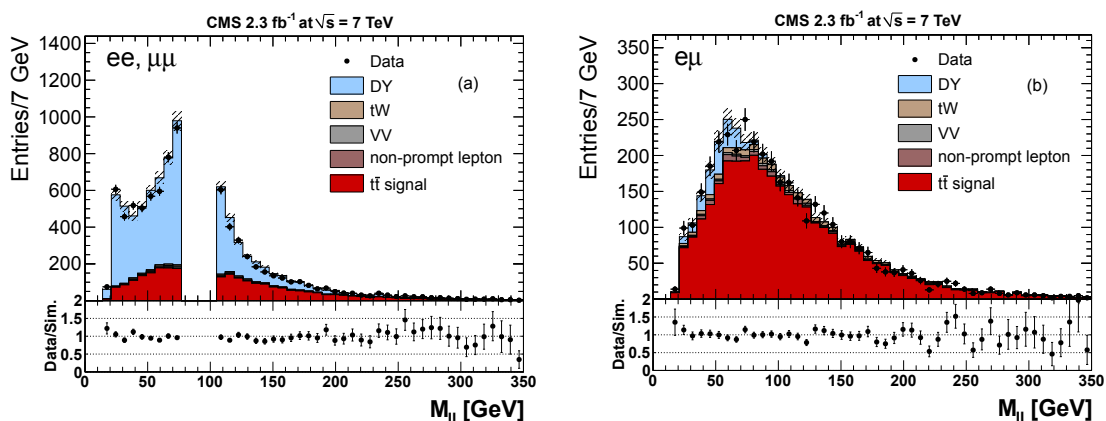 CMS 2.3 fb⁻¹ at √s = 7 TeV
Entries/7 GeV
1400
1200
1000
800
600
400
200
ee, μμ
(a)
Data
DY
tW
VV
non-prompt lepton
tt̄ signal
Data/Sim.
2
1.5
1
0.5
0
0 50 100 150 200 250 300 350
M_ll [GeV]
CMS 2.3 fb⁻¹ at √s = 7 TeV
Entries/7 GeV
350
300
250
200
150
100
50
eμ
(b)
Data
DY
tW
VV
non-prompt lepton
tt̄ signal
Data/Sim.
2
1.5
1
0.5
0
0 50 100 150 200 250 300 350
M_ll [GeV]